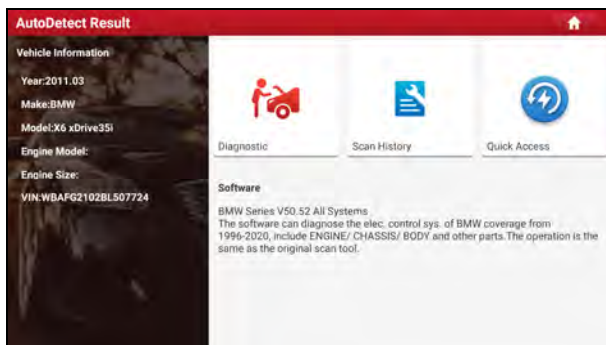 AutoDetect Result
Vehicle Information
Year:2011.03
Make:BMW
Model:X6 xDrive35i
Engine Model:
Engine Size:
VIN:WBAFG2102BL507724
Diagnostic
Scan History
Quick Access
Software
BMW Series V50.52 All Systems
The software can diagnose the elec. control sys. of BMW coverage from
1996-2020, include ENGINE/ CHASSIS/ BODY and other parts.The operation is the
same as the original scan tool.